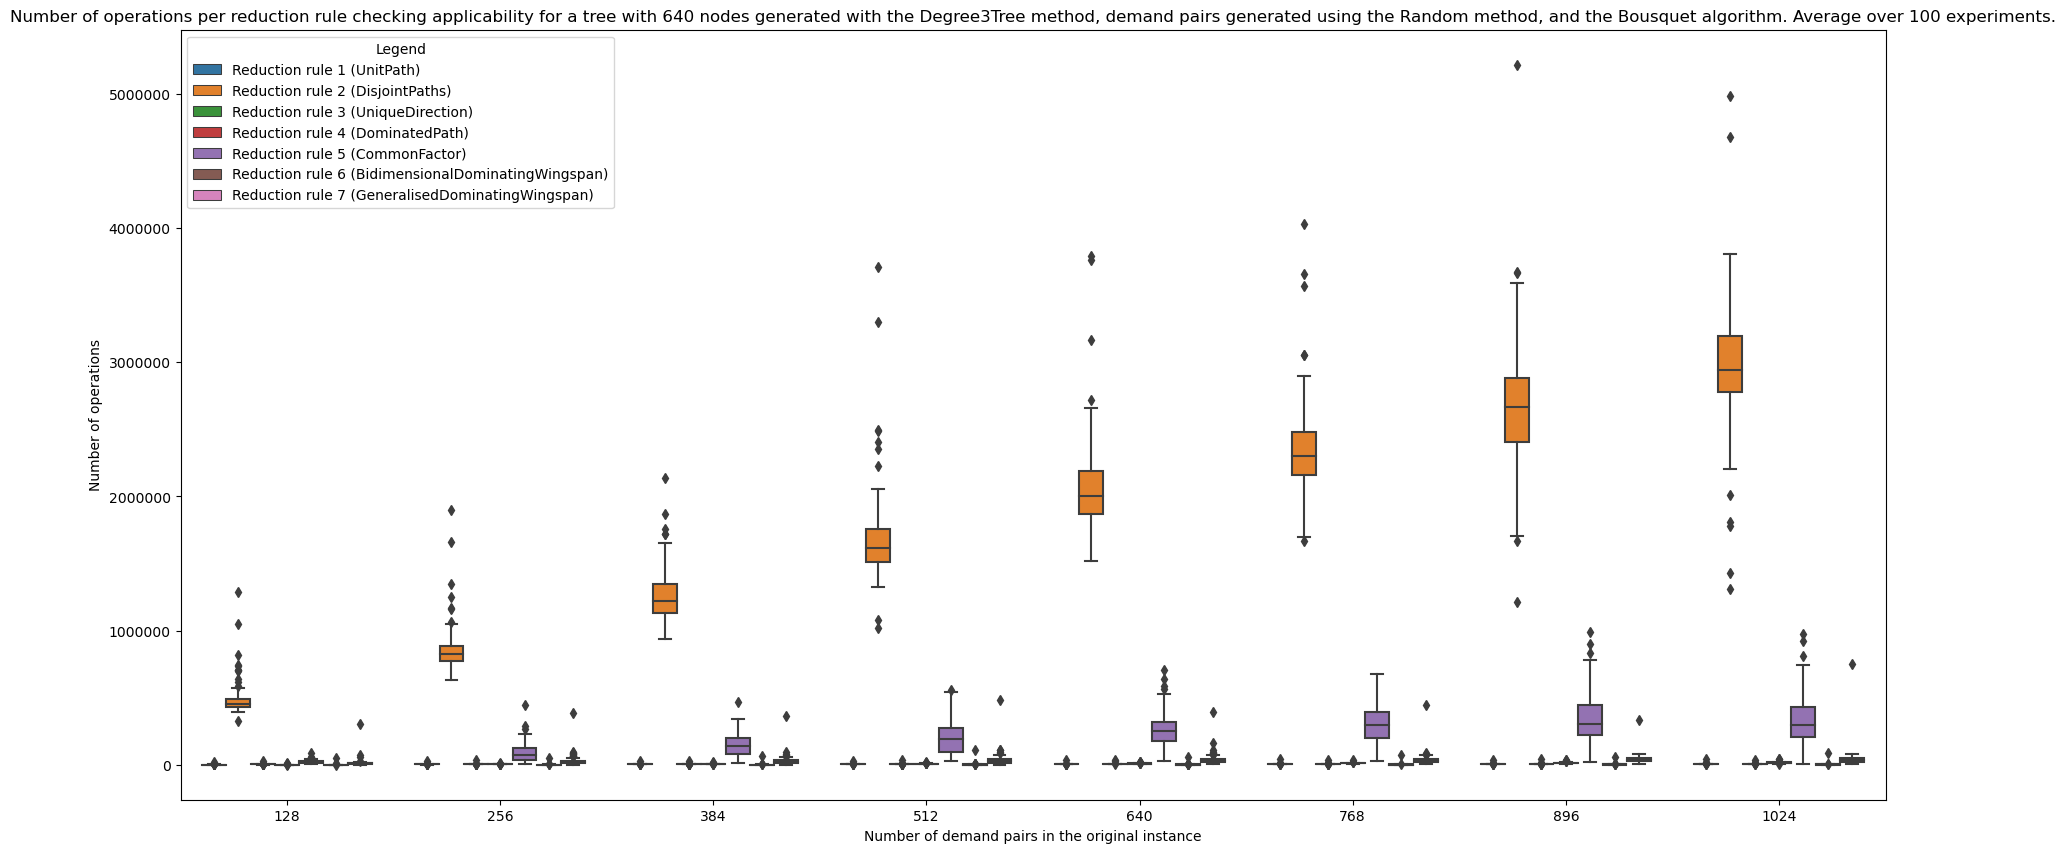 Number of operations per reduction rule checking applicability for a tree with 640 nodes generated with the Degree3Tree method, demand pairs generated using the Random method, and the Bousquet algorithm. Average over 100 experiments.
Legend
Reduction rule 1 (UnitPath)
Reduction rule 2 (DisjointPaths)
Reduction rule 3 (UniqueDirection)
Reduction rule 4 (DominatedPath)
Reduction rule 5 (CommonFactor)
Reduction rule 6 (BidimensionalDominatingWingspan)
Reduction rule 7 (GeneralisedDominatingWingspan)
5000000
4000000
3000000
2000000
1000000
0
Number of operations
128 256 384 512 640 768 896 1024
Number of demand pairs in the original instance